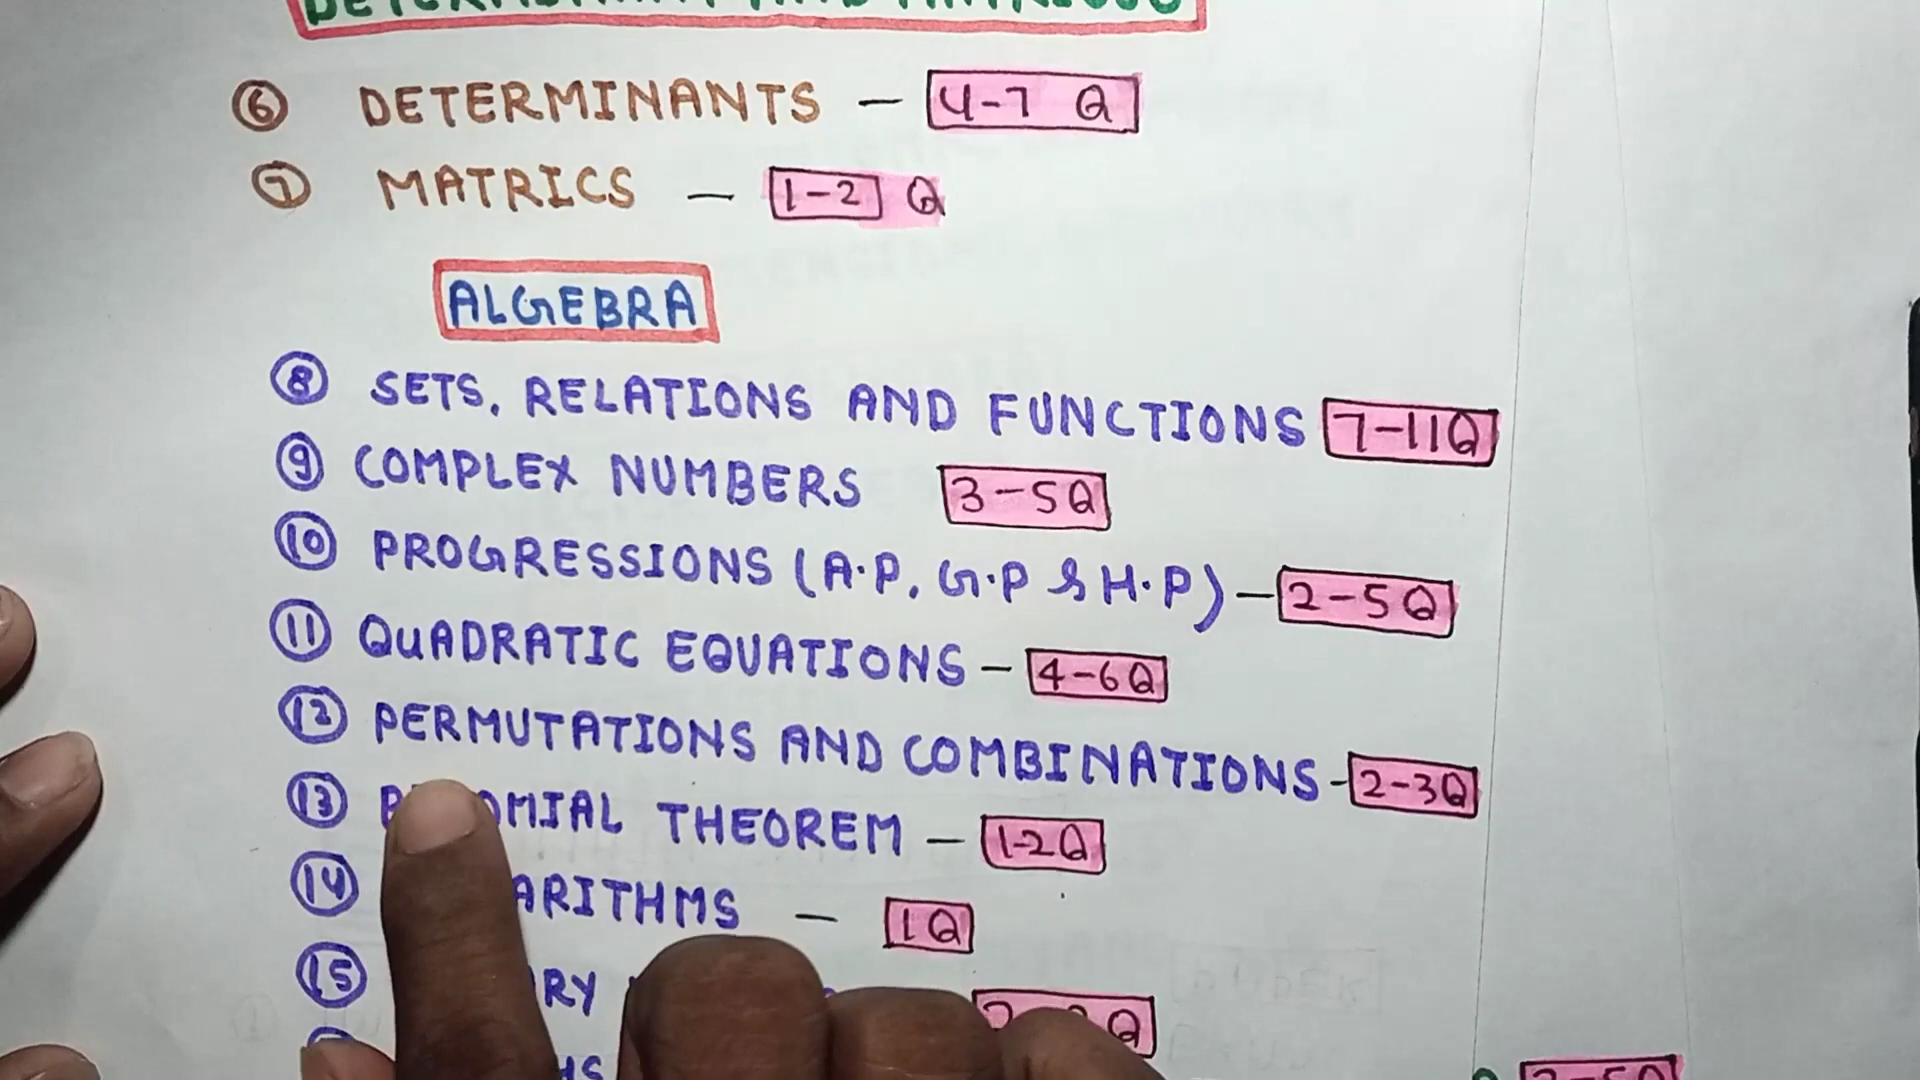 ⑥ DETERMINANTS — 4-7 Q
⑦ MATRICS — 1-2 Q
ALGEBRA
⑧ SETS, RELATIONS AND FUNCTIONS 7-11Q
⑨ COMPLEX NUMBERS 3-5Q
⑩ PROGRESSIONS (A.P, G.P & H.P) — 2-5Q
⑪ QUADRATIC EQUATIONS — 4-6Q
⑫ PERMUTATIONS AND COMBINATIONS - 2-3Q
⑬ THEOREM — 1-2Q
⑭ — 1Q
⑮